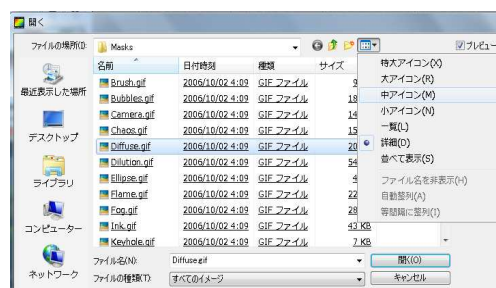 開く
ファイルの場所(I):
Masks
プレビュー
名前
日付時刻
種類
サイズ
最近表示した場所
デスクトップ
ライブラリ
コンピューター
ネットワーク
Brush.gif 2006/10/02 4:09 GIF ファイル 9
Bubbles.gif 2006/10/02 4:09 GIF ファイル 18
Camera.gif 2006/10/02 4:09 GIF ファイル 14
Chaos.gif 2006/10/02 4:09 GIF ファイル 15
Diffuse.gif 2006/10/02 4:09 GIF ファイル 20
Dilution.gif 2006/10/02 4:09 GIF ファイル 54
Ellipse.gif 2006/10/02 4:09 GIF ファイル 4
Flame.gif 2006/10/02 4:09 GIF ファイル 22
Fog.gif 2006/10/02 4:09 GIF ファイル 28
Ink.gif 2006/10/02 4:09 GIF ファイル 43 KB
Keyhole.gif 2006/10/02 4:09 GIF ファイル 7 KB
特大アイコン(X)
大アイコン(R)
中アイコン(M)
小アイコン(N)
一覧(L)
詳細(D)
並べて表示(S)
ファイル名を非表示(H)
自動整列(A)
等間隔に整列(I)
ファイル名(N):
Diffuse.gif
開く(O)
ファイルの種類(T):
すべてのイメージ
キャンセル